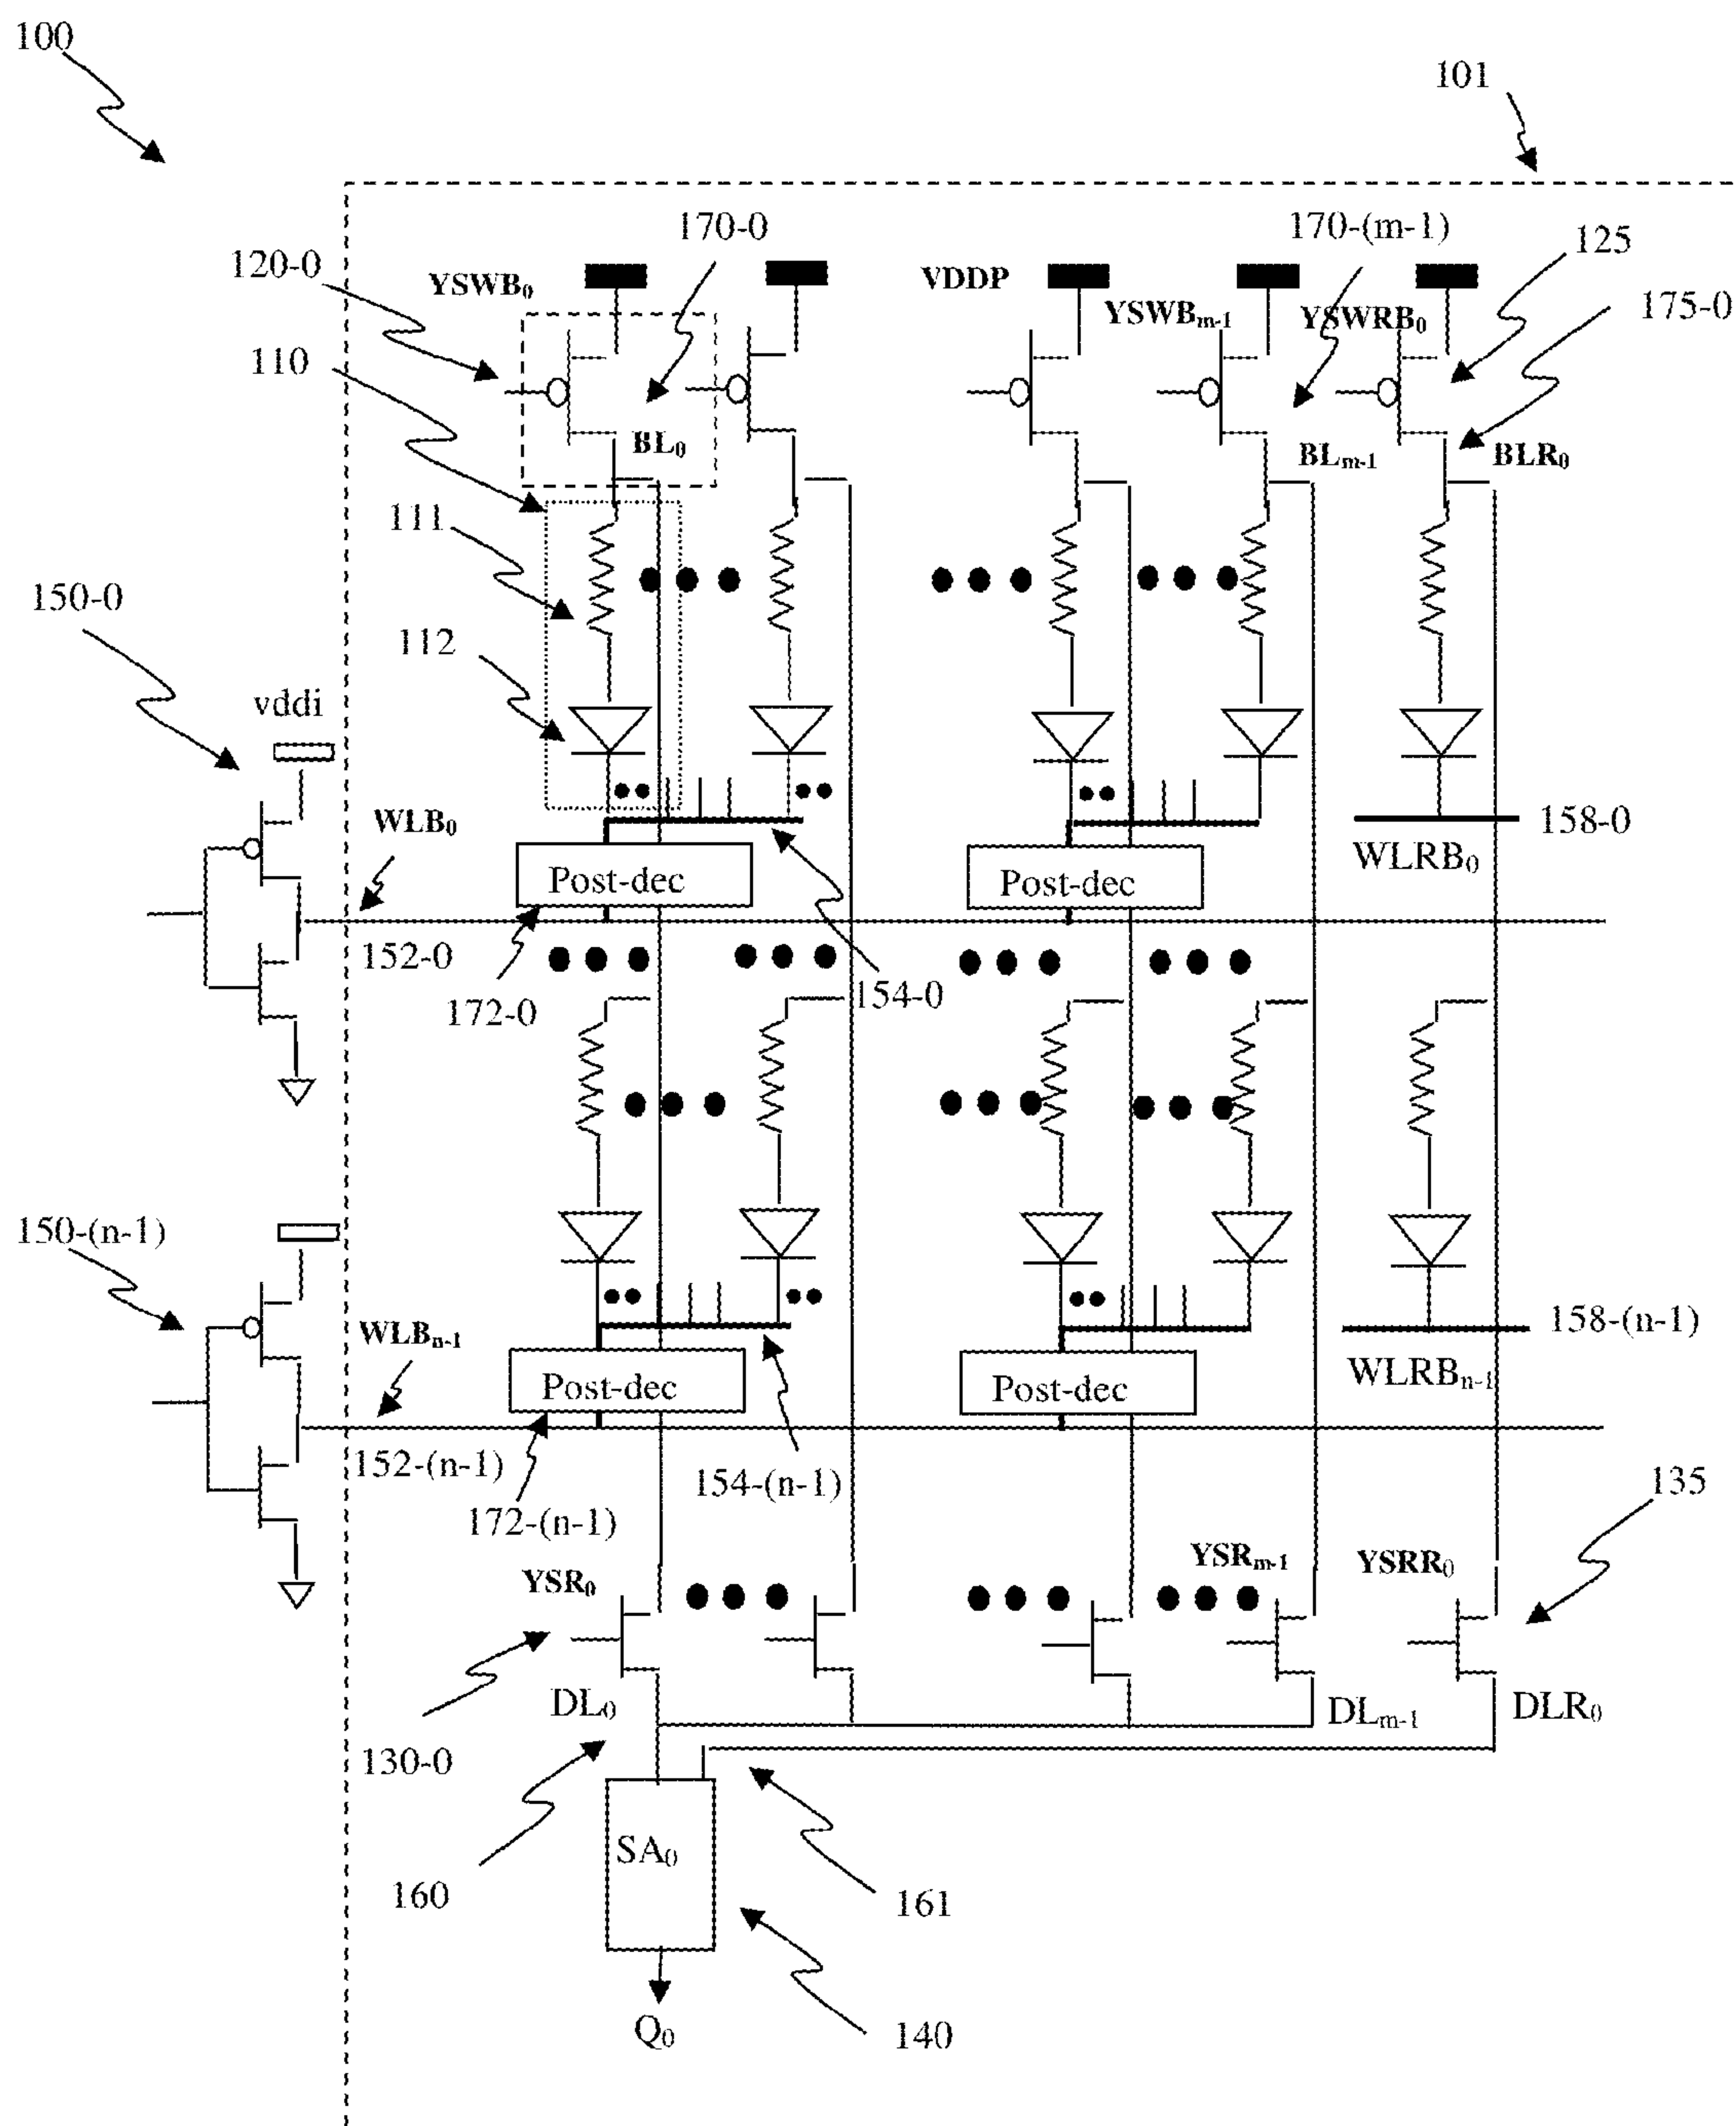 100
101
170-0
170-(m-1)
125
120-0
YSWB₀
VDDP
YSWBₘ₋₁
YSWRB₀
175-0
110
BL₀
BLₘ₋₁
BLR₀
111
150-0
112
vddi
WLB₀
158-0
Post-dec
Post-dec
WLRB₀
152-0
172-0
154-0
150-(n-1)
WLBₙ₋₁
158-(n-1)
Post-dec
Post-dec
WLRBₙ₋₁
152-(n-1)
154-(n-1)
135
172-(n-1)
YSR₀
YSRₘ₋₁
YSRR₀
DL₀
DLₘ₋₁
DLR₀
130-0
SA₀
160
161
Q₀
140